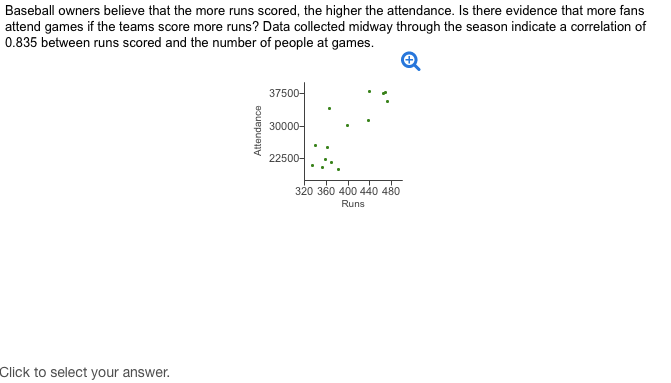 Baseball owners believe that the more runs scored, the higher the attendance. Is there evidence that more fans
attend games if the teams score more runs? Data collected midway through the season indicate a correlation of
0.835 between runs scored and the number of people at games.
37500
30000
22500
Attendance
320 360 400 440 480
Runs
Click to select your answer.